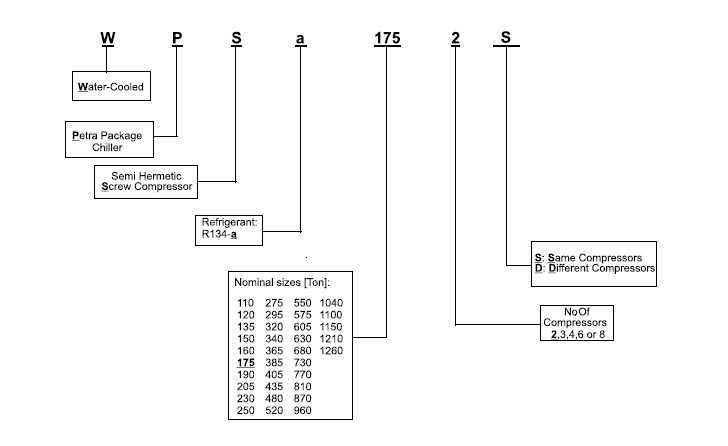 W P S a 175 2 S
Water-Cooled
Petra Package
Chiller
Semi Hermetic
Screw Compressor
Refrigerant:
R134-a
S: Same Compressors
D: Different Compressors
Nominal sizes [Ton]:
110 275 550 1040
120 295 575 1100
135 320 605 1150
150 340 630 1210
160 365 680 1260
175 385 730
190 405 770
205 435 810
230 480 870
250 520 960
No.Of
Compressors
2,3,4,6 or 8